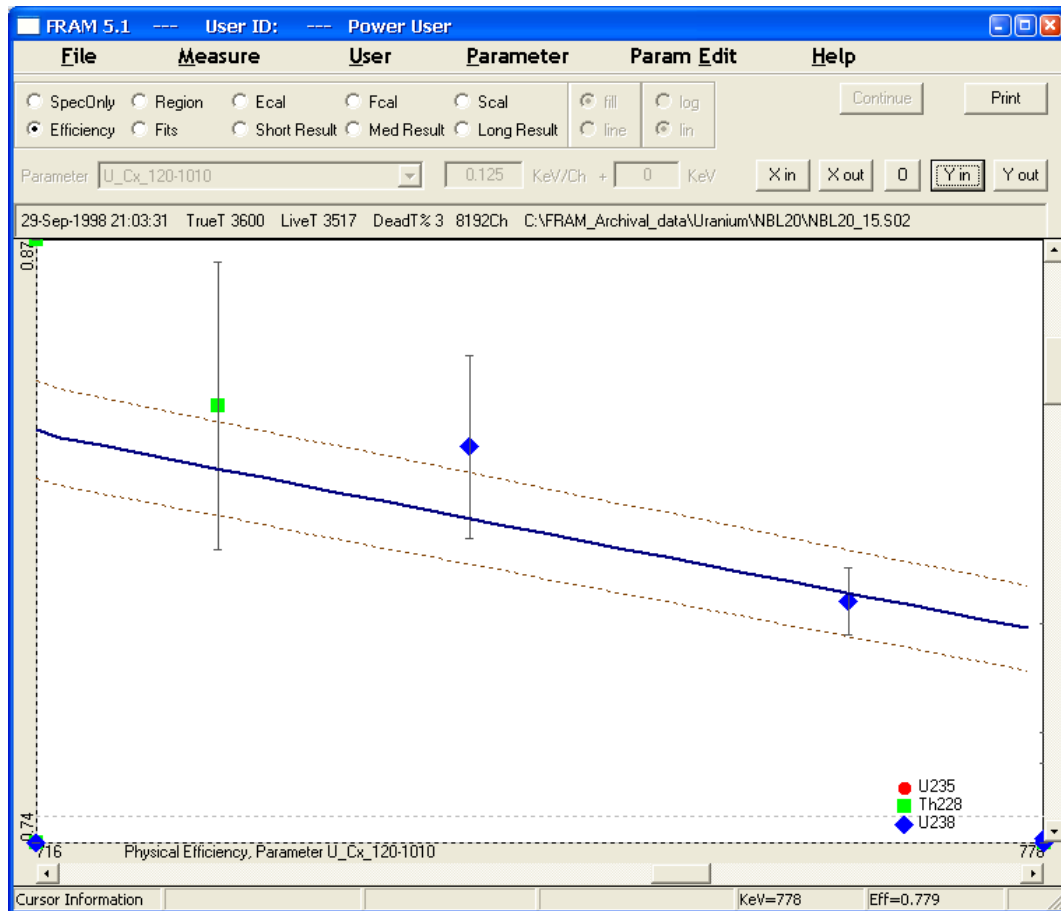 FRAM 5.1 --- User ID: --- Power User
File Measure User Parameter Param Edit Help
SpecOnly Region Ecal Fcal Scal fill log Continue Print
Efficiency Fits Short Result Med Result Long Result line lin
Parameter U_Cx_120-1010 0.125 KeV/Ch + 0 KeV X in X out 0 Y in Y out
29-Sep-1998 21:03:31 TrueT 3600 LiveT 3517 DeadT% 3 8192Ch C:\FRAM_Archival_data\Uranium\NBL20\NBL20_15.S02
0.87
U235
Th228
U238
0.74
716 Physical Efficiency, Parameter U_Cx_120-1010 778
Cursor Information KeV=778 Eff=0.779